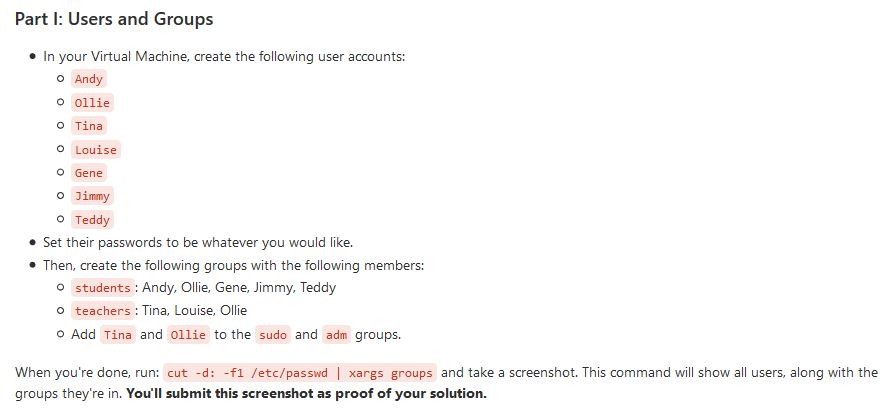 Part I: Users and Groups
In your Virtual Machine, create the following user accounts:
Andy
Ollie
Tina
Louise
Gene
Jimmy
Teddy
Set their passwords to be whatever you would like.
Then, create the following groups with the following members:
students: Andy, Ollie, Gene, Jimmy, Teddy
teachers: Tina, Louise, Ollie
Add Tina and Ollie to the sudo and adm groups.
When you're done, run: cut -d: -f1 /etc/passwd | xargs groups and take a screenshot. This command will show all users, along with the
groups they're in. You'll submit this screenshot as proof of your solution.